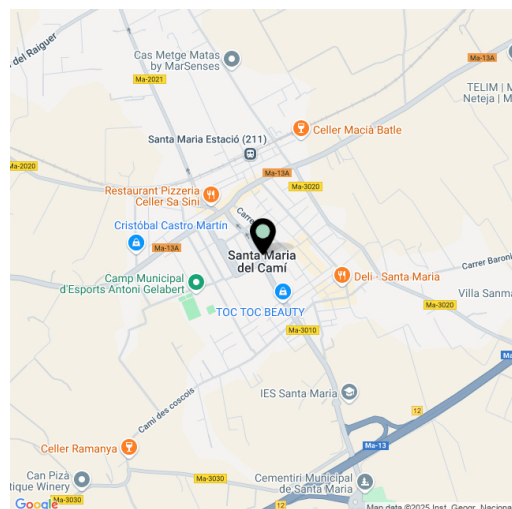 del Raiguer
Cas Metge Matas
by MarSenses
Ma-13A
Ma-2021
TELIM | M
Neteja | M
Celler Macià Batle
Santa Maria Estació (211)
Ma-2020
Ma-13A
Ma-3020
Restaurant Pizzeria
Celler Sa Sini
Carre
Cristóbal Castro Martin
Ma-13A
Santa Maria
del Camí
Carrer Baroni
Camp Municipal
d'Esports Antoni Gelabert
Deli - Santa Maria
Villa Sanma
TOC TOC BEAUTY
Ma-3020
Ma-3010
Ma
IES Santa Maria
Camí des coscois
12
Ma-13
Celler Ramanya
Can Pizà
tique Winery
Ma-3030
Cementiri Municipal
de Santa Maria
Ma-3030
12
Google
Map data ©2025 Inst. Geogr. Nacional